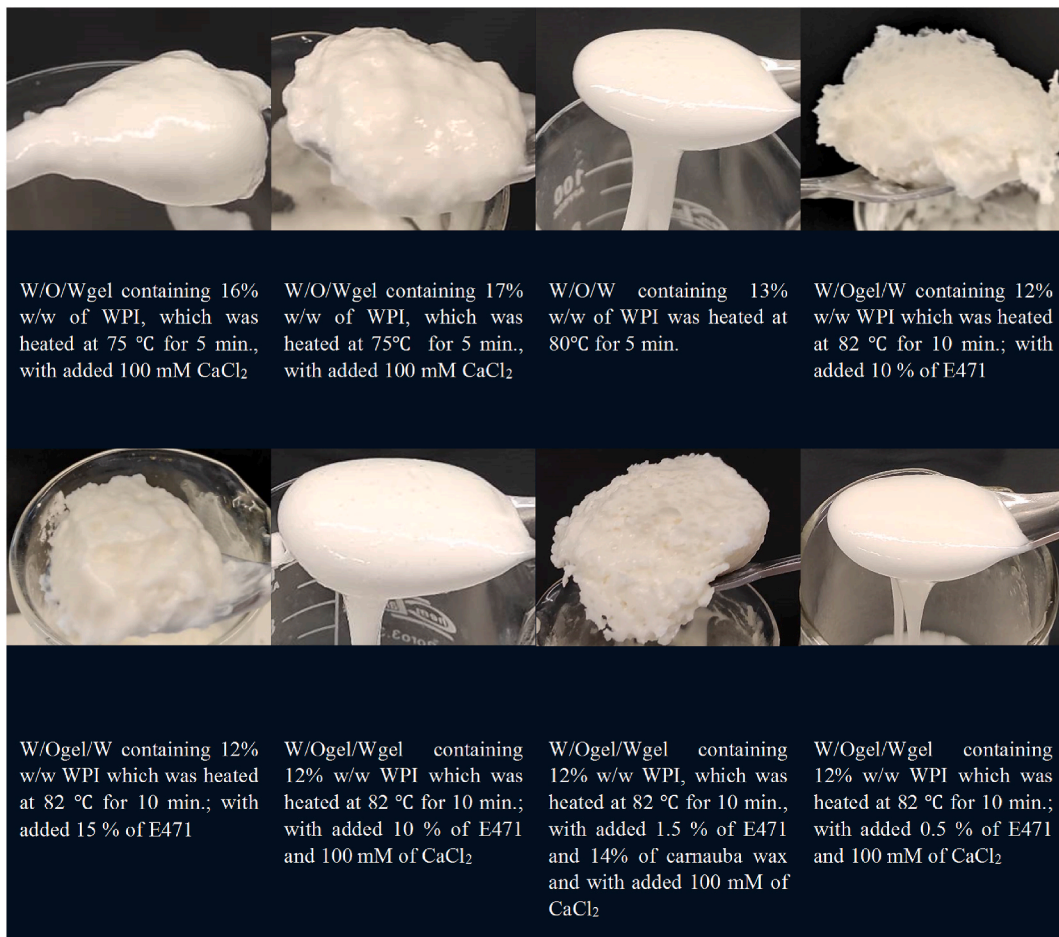 W/O/Wgel containing 16%
w/w of WPI, which was
heated at 75 ℃ for 5 min.,
with added 100 mM CaCl₂
W/O/Wgel containing 17%
w/w of WPI, which was
heated at 75℃ for 5 min.,
with added 100 mM CaCl₂
W/O/W containing 13%
w/w of WPI was heated at
80℃ for 5 min.
W/Ogel/W containing 12%
w/w WPI which was heated
at 82 ℃ for 10 min.; with
added 10 % of E471
W/Ogel/W containing 12%
w/w WPI which was heated
at 82 ℃ for 10 min.; with
added 15 % of E471
W/Ogel/Wgel containing
12% w/w WPI which was
heated at 82 ℃ for 10 min.;
with added 10 % of E471
and 100 mM of CaCl₂
W/Ogel/Wgel containing
12% w/w WPI, which was
heated at 82 ℃ for 10 min.,
with added 1.5 % of E471
and 14% of carnauba wax
and with added 100 mM of
CaCl₂
W/Ogel/Wgel containing
12% w/w WPI which was
heated at 82 ℃ for 10 min.;
with added 0.5 % of E471
and 100 mM of CaCl₂